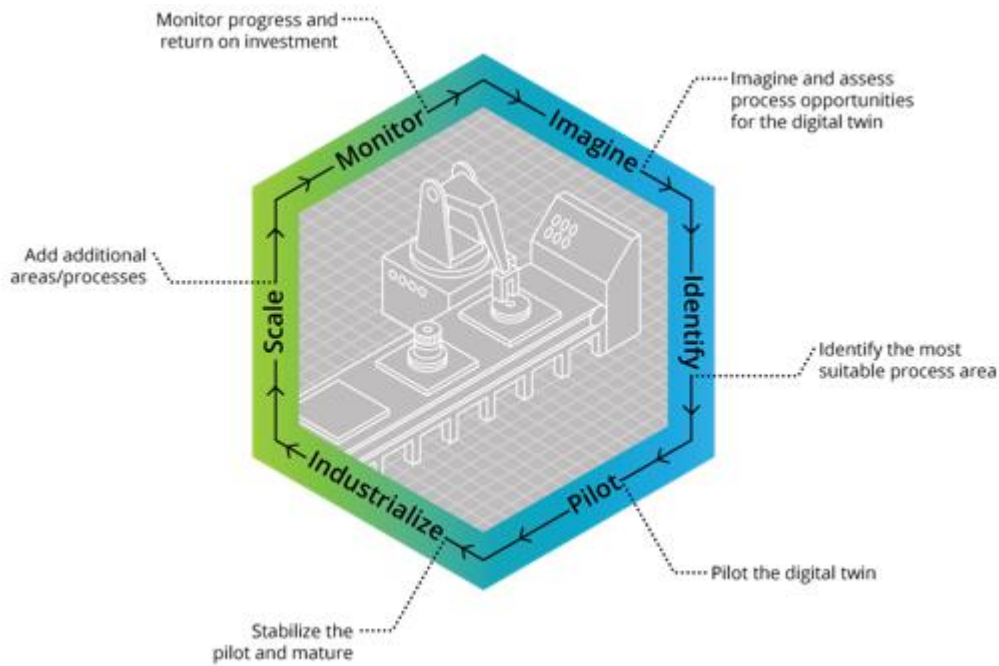 Monitor progress and
return on investment
Monitor
Imagine
Imagine and assess
process opportunities
for the digital twin
Identify
Identify the most
suitable process area
Pilot
Pilot the digital twin
Industrialize
Stabilize the
pilot and mature
Scale
Add additional
areas/processes